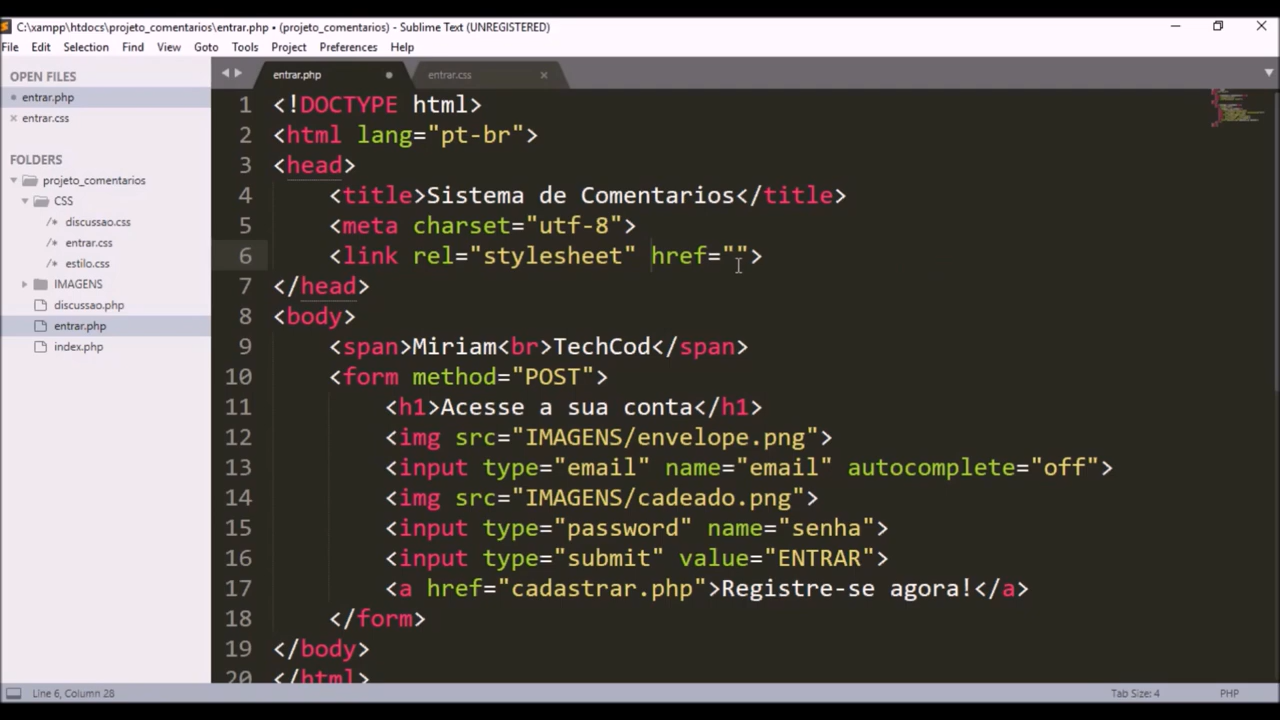 C:\xampp\htdocs\projeto_comentarios\entrar.php • (projeto_comentarios) - Sublime Text (UNREGISTERED)
File Edit Selection Find View Goto Tools Project Preferences Help
OPEN FILES
entrar.php
entrar.css
FOLDERS
projeto_comentarios
CSS
/* discussao.css
/* entrar.css
/* estilo.css
IMAGENS
discussao.php
entrar.php
index.php
entrar.php entrar.css
1 <!DOCTYPE html>
2 <html lang="pt-br">
3 <head>
4 <title>Sistema de Comentarios</title>
5 <meta charset="utf-8">
6 <link rel="stylesheet" href="">
7 </head>
8 <body>
9 <span>Miriam<br>TechCod</span>
10 <form method="POST">
11 <h1>Acesse a sua conta</h1>
12 <img src="IMAGENS/envelope.png">
13 <input type="email" name="email" autocomplete="off">
14 <img src="IMAGENS/cadeado.png">
15 <input type="password" name="senha">
16 <input type="submit" value="ENTRAR">
17 <a href="cadastrar.php">Registre-se agora!</a>
18 </form>
19 </body>
20 </html>
Line 6, Column 28 Tab Size: 4 PHP